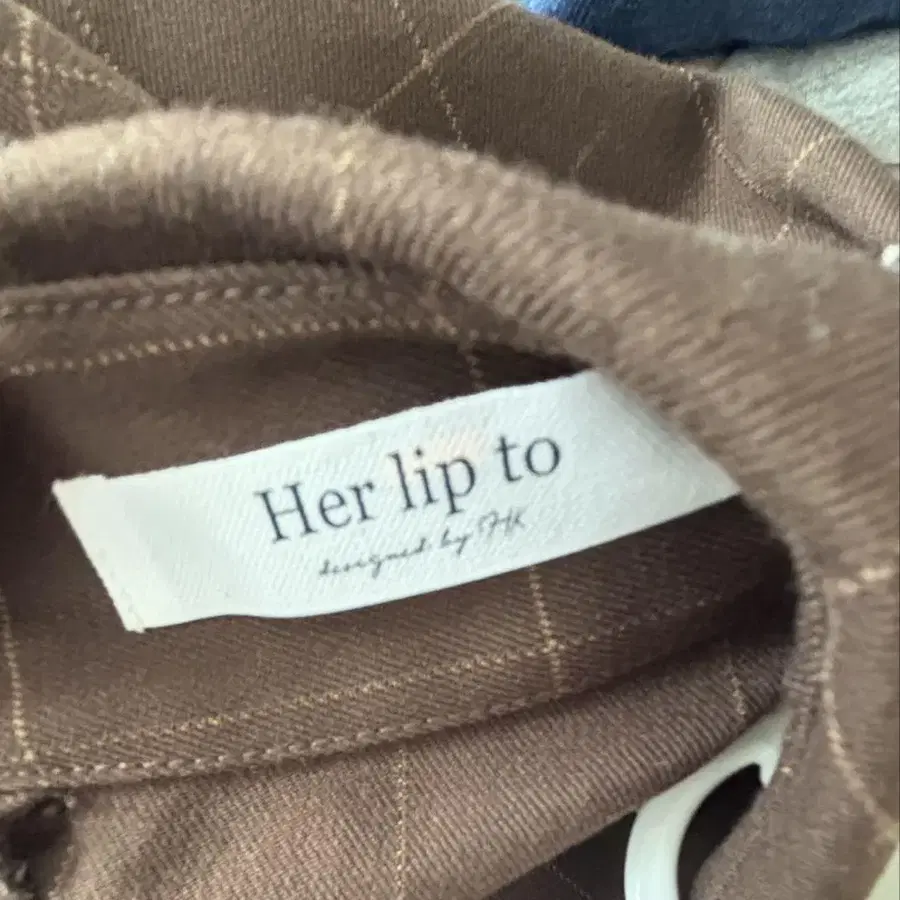 Her lip to
designed by HK